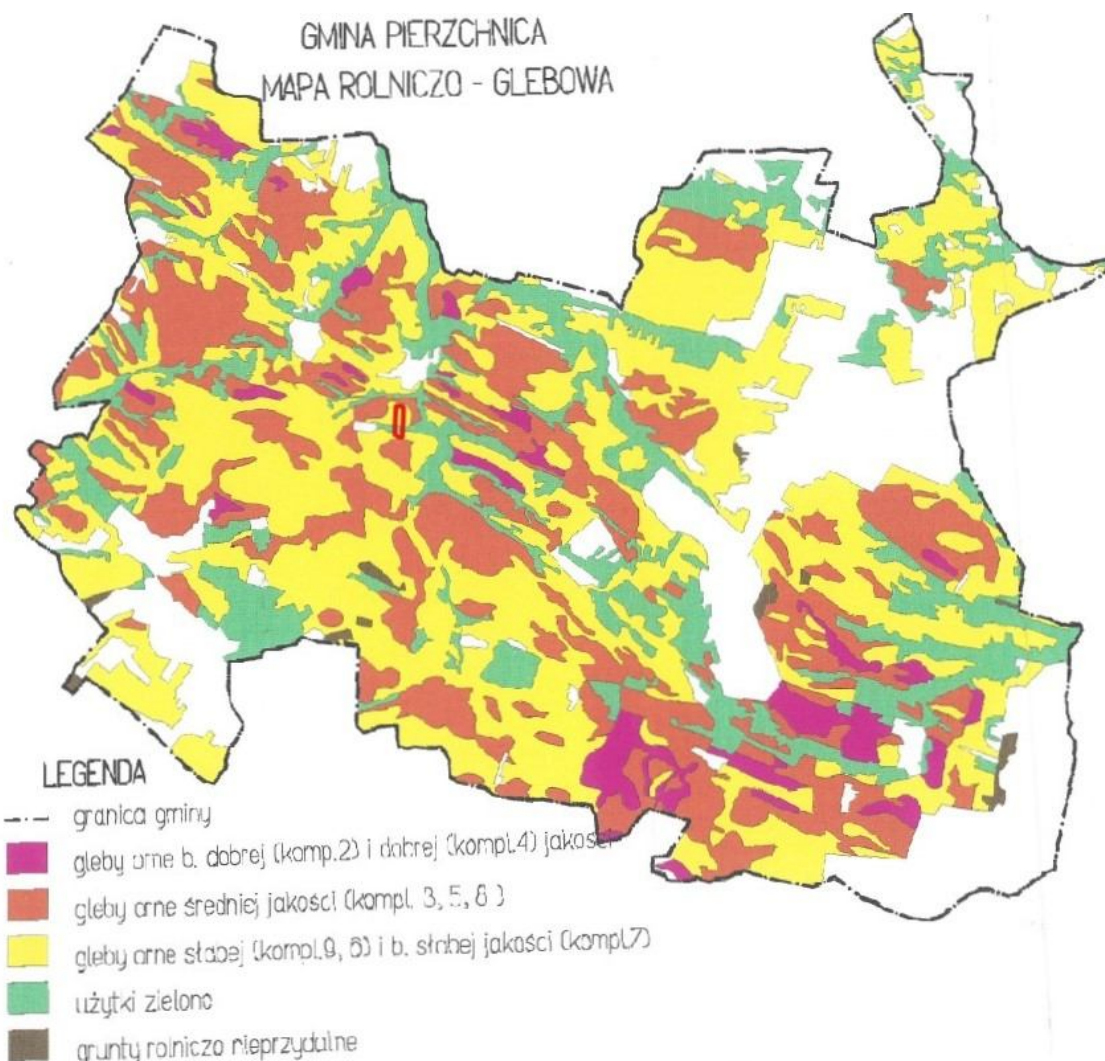 GMINA PIERZCHNICA
MAPA ROLNICZO - GLEBOWA
LEGENDA
granica gminy
gleby orne b. dobrej (komp.2) i dobrej (kompl.4) jakości
gleby orne średniej jakości (kompl. 3, 5, 8 )
gleby orne słabej (kompl.9, 6) i b. słabej jakości (kompl.7)
użytki zielone
grunty rolniczo nieprzydalne